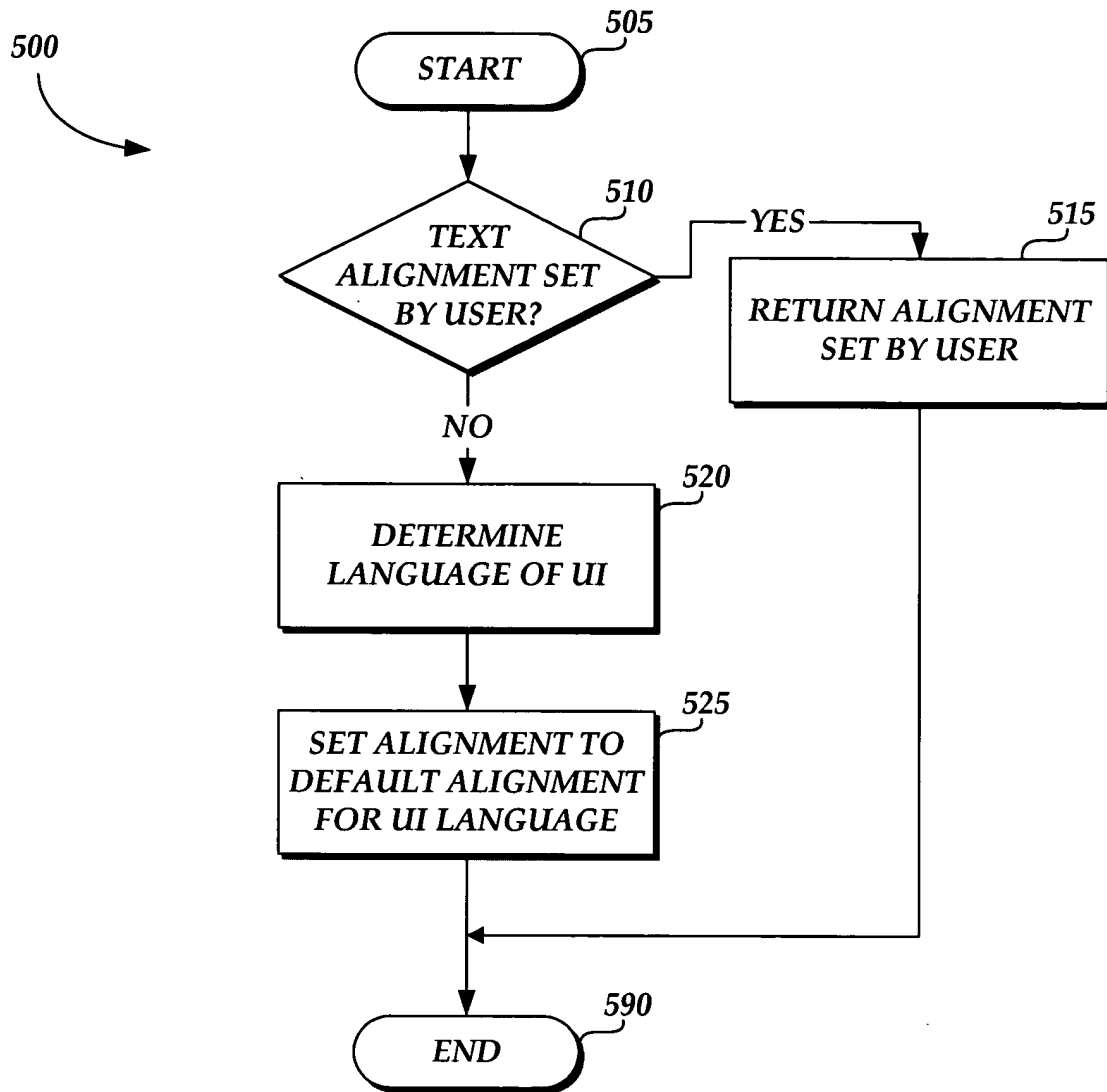 500
505
START
510
TEXT
ALIGNMENT SET
BY USER?
YES
515
RETURN ALIGNMENT
SET BY USER
NO
520
DETERMINE
LANGUAGE OF UI
525
SET ALIGNMENT TO
DEFAULT ALIGNMENT
FOR UI LANGUAGE
590
END